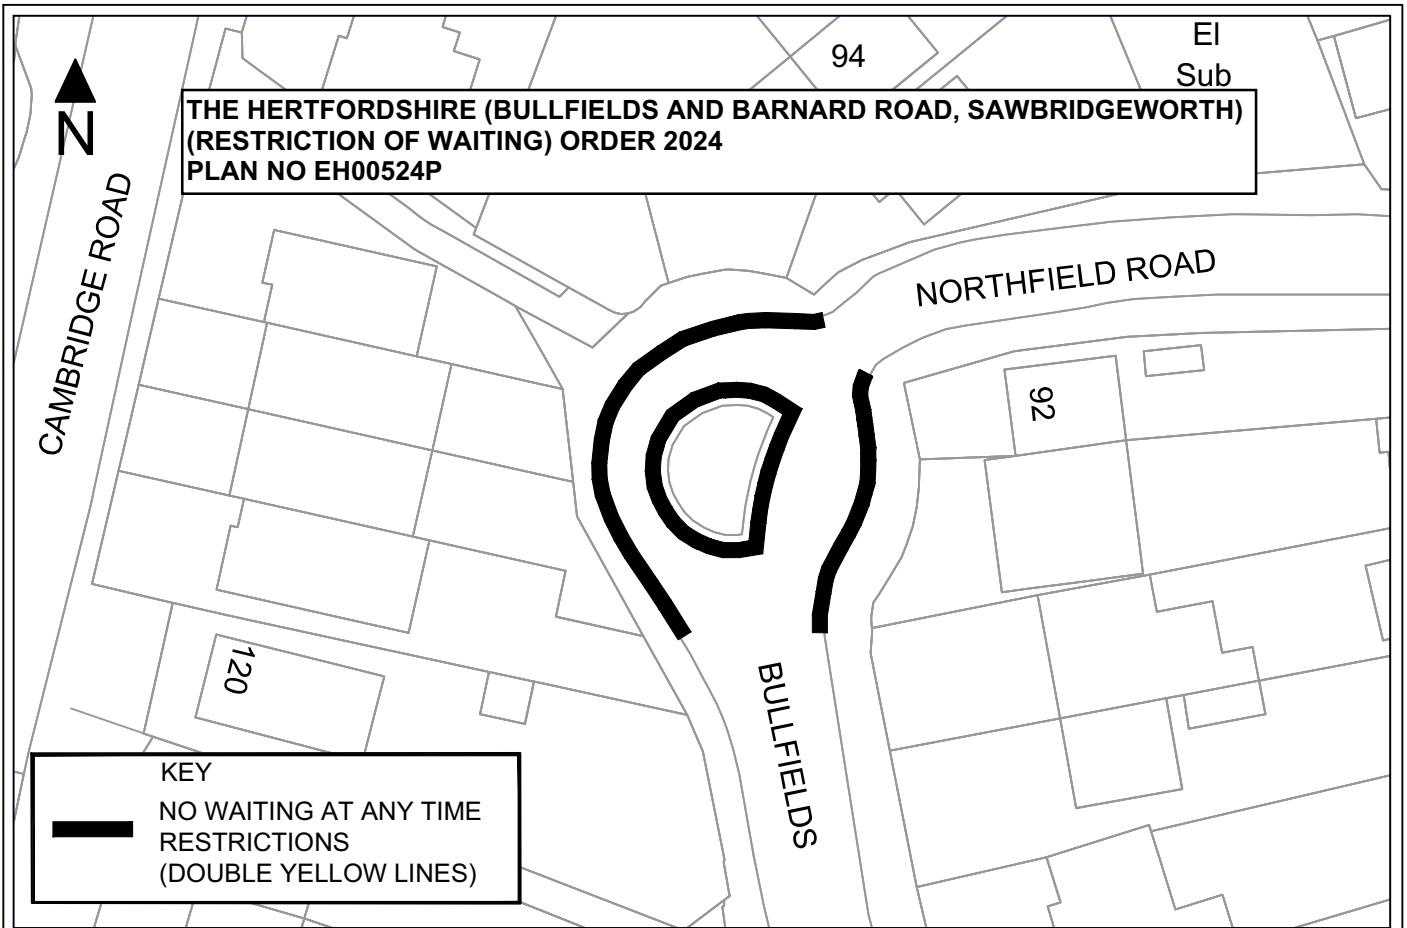 El
Sub
94
THE HERTFORDSHIRE (BULLFIELDS AND BARNARD ROAD, SAWBRIDGEWORTH)
(RESTRICTION OF WAITING) ORDER 2024
PLAN NO EH00524P
N
CAMBRIDGE ROAD
NORTHFIELD ROAD
92
120
BULLFIELDS
KEY
NO WAITING AT ANY TIME
RESTRICTIONS
(DOUBLE YELLOW LINES)